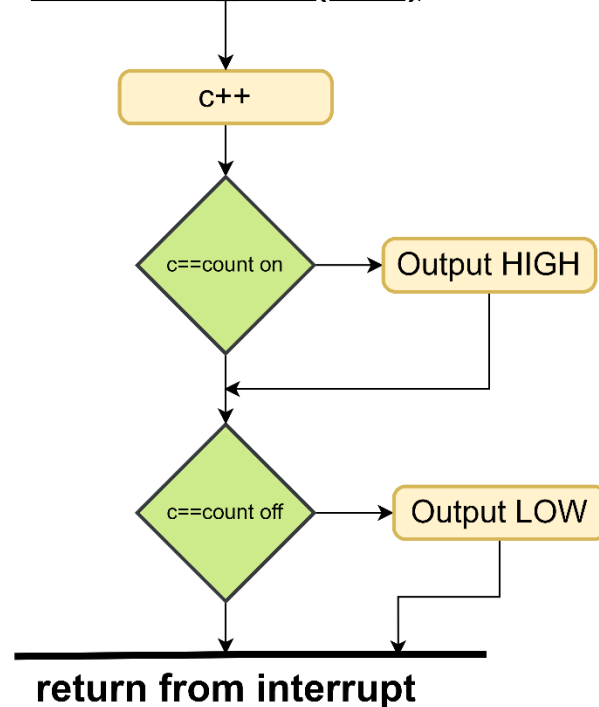 c++
c==count on
Output HIGH
c==count off
Output LOW
return from interrupt